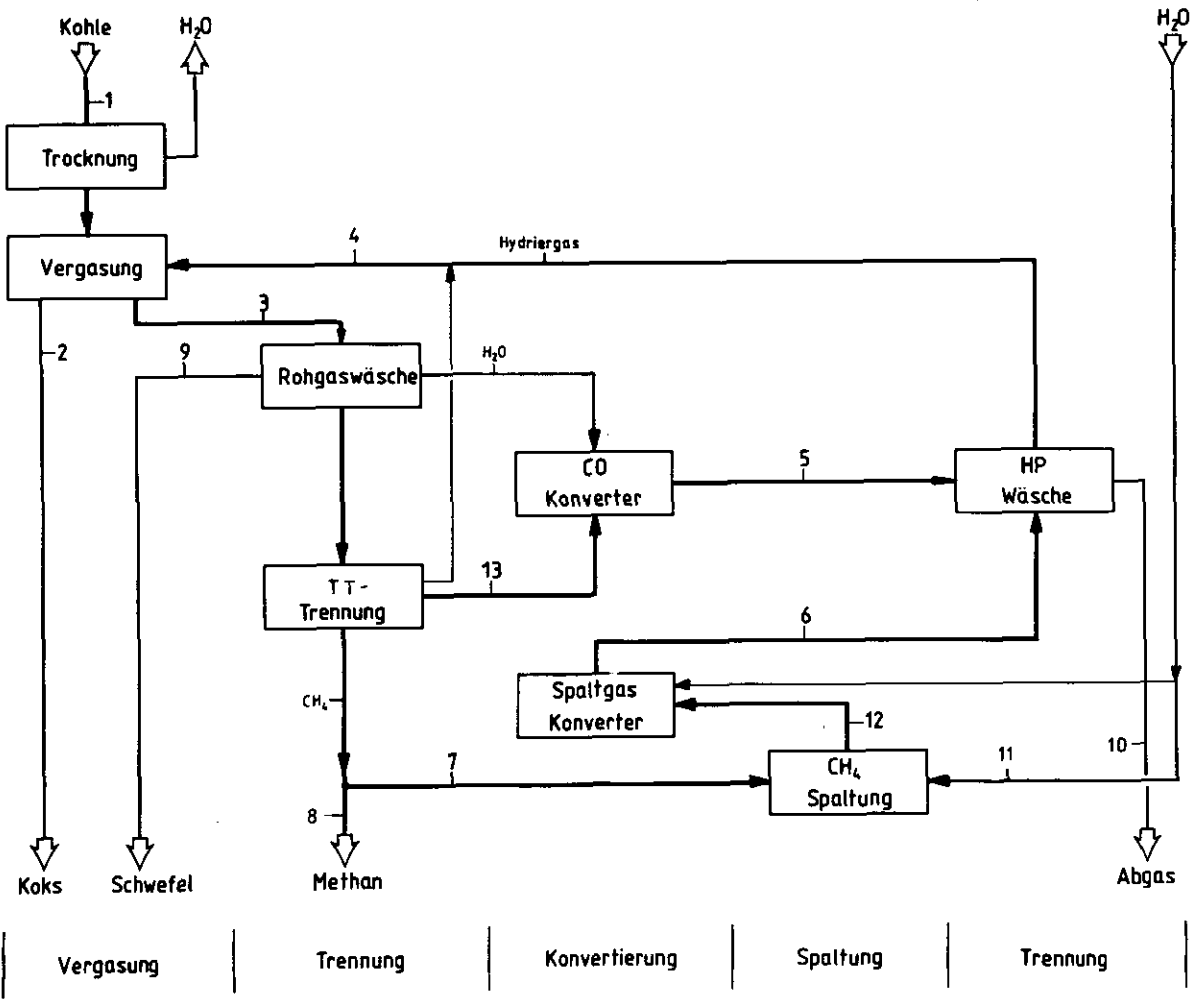 Kohle
H₂O
H₂O
1
Trocknung
4
Hydriergas
Vergasung
3
2
9
H₂O
Rohgaswäsche
CO
Konverter
5
HP
Wäsche
TT-
Trennung
13
6
CH₄
Spaltgas
Konverter
12
10
7
11
CH₄
Spaltung
8
Koks
Schwefel
Methan
Abgas
Vergasung
Trennung
Konvertierung
Spaltung
Trennung